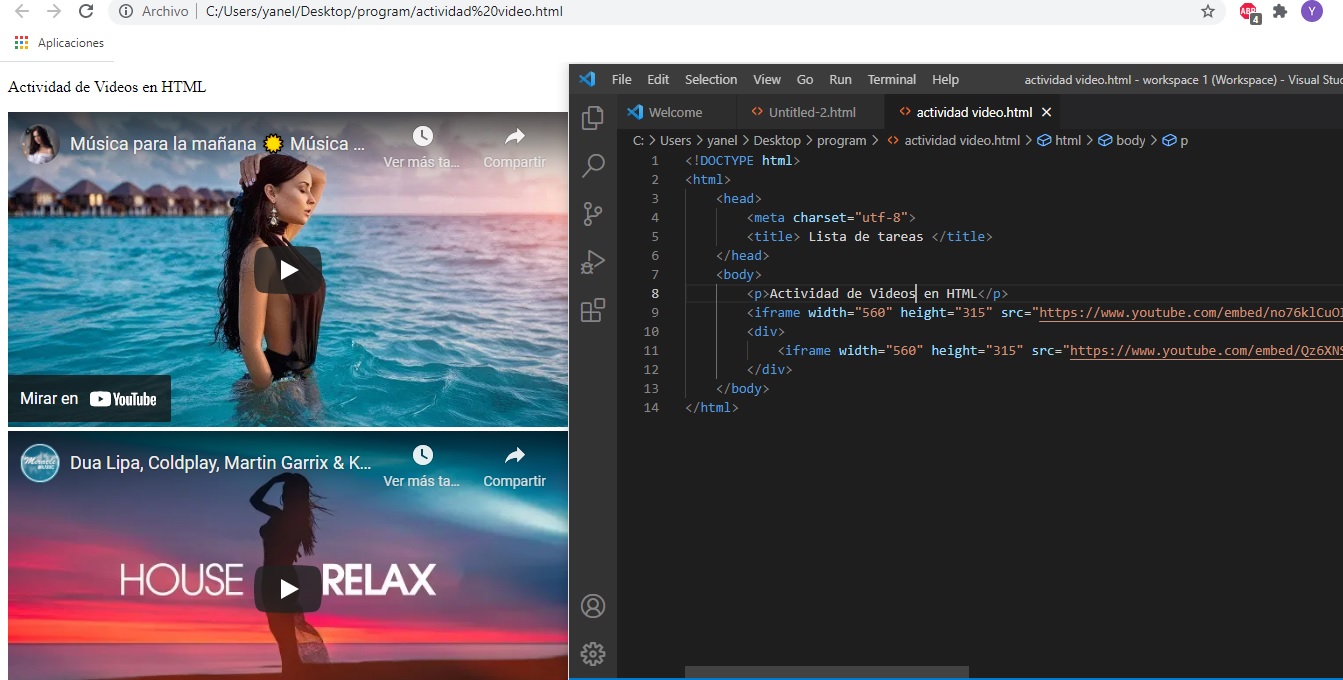 Archivo C:/Users/yanel/Desktop/program/actividad%20video.html
ABP
4
Y
Aplicaciones
Actividad de Videos en HTML
Música para la mañana Música ...
Ver más ta...
Compartir
Mirar en YouTube
Miracle
MUSIC
Dua Lipa, Coldplay, Martin Garrix & K...
Ver más ta...
Compartir
HOUSE RELAX
File Edit Selection View Go Run Terminal Help actividad video.html - workspace 1 (Workspace) - Visual Stu
Welcome Untitled-2.html actividad video.html
C: > Users > yanel > Desktop > program > actividad video.html > html > body > p
1 <!DOCTYPE html>
2 <html>
3 <head>
4 <meta charset="utf-8">
5 <title> Lista de tareas </title>
6 </head>
7 <body>
8 <p>Actividad de Videos en HTML</p>
9 <iframe width="560" height="315" src="https://www.youtube.com/embed/no76klCuO
10 <div>
11 <iframe width="560" height="315" src="https://www.youtube.com/embed/Qz6XNS
12 </div>
13 </body>
14 </html>